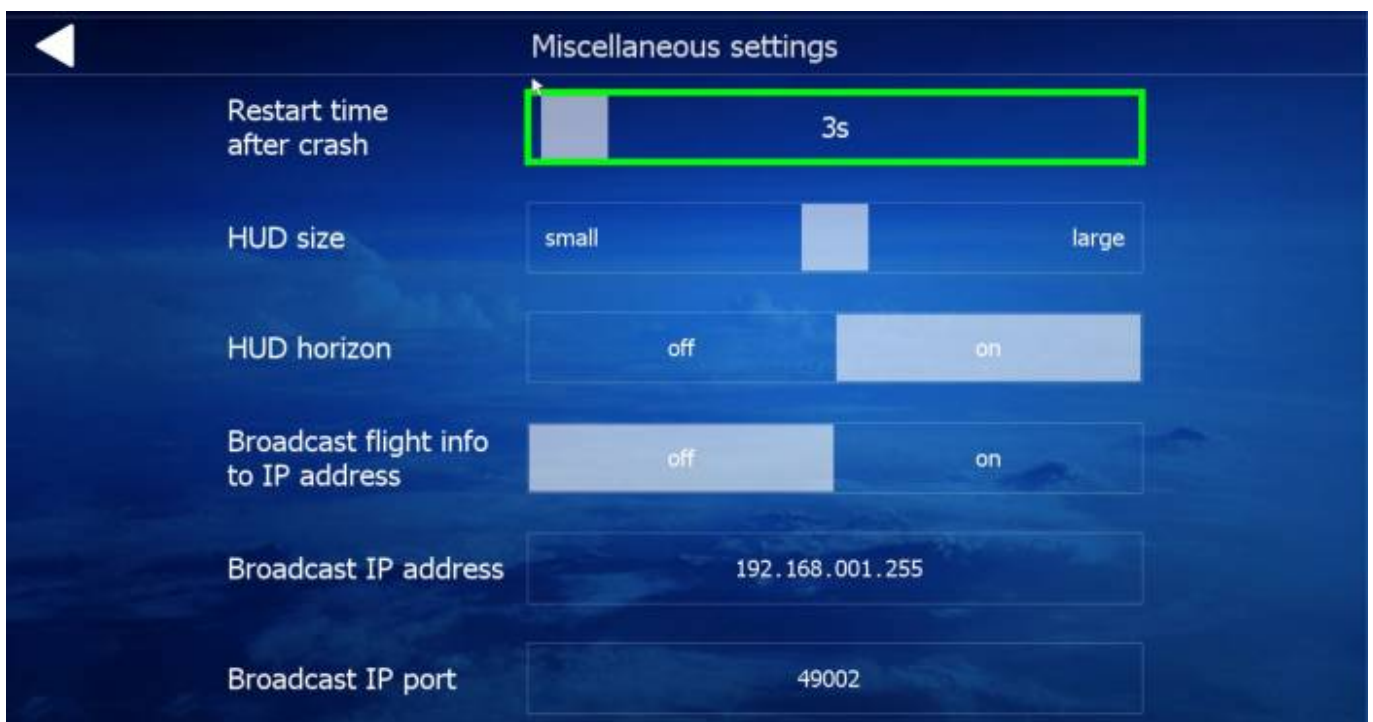 Miscellaneous settings
Restart time
after crash
3s
HUD size
small
large
HUD horizon
off
on
Broadcast flight info
to IP address
off
on
Broadcast IP address
192.168.001.255
Broadcast IP port
49002